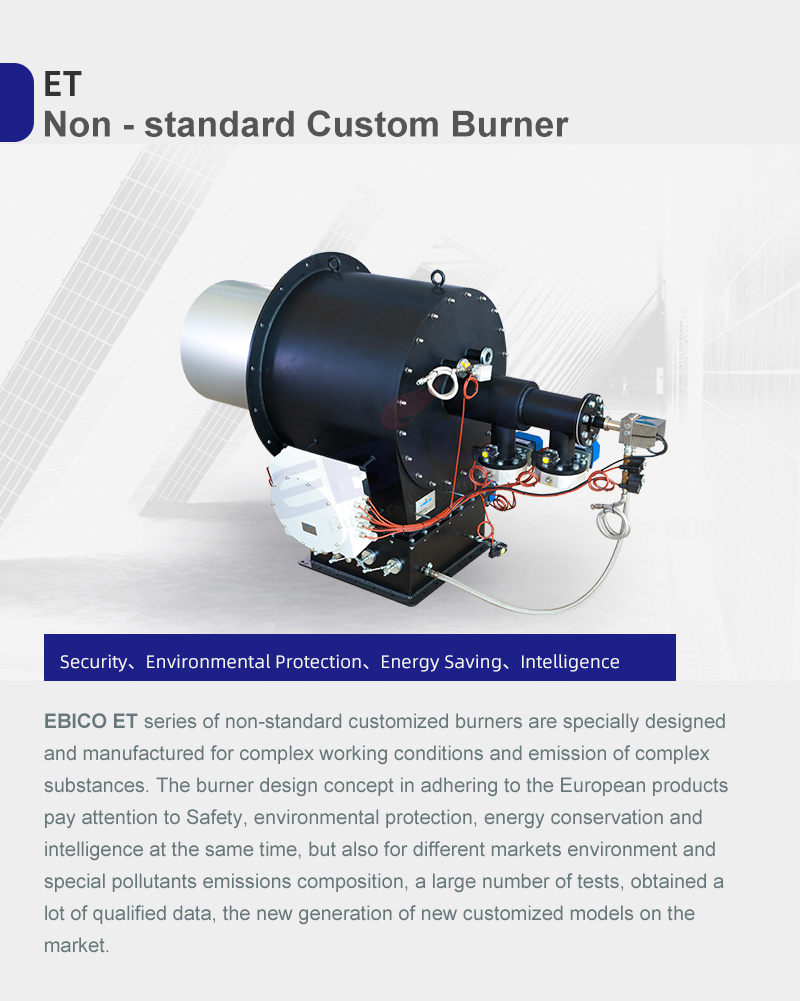 ET
Non - standard Custom Burner
Security、Environmental Protection、Energy Saving、Intelligence
EBICO ET series of non-standard customized burners are specially designed
and manufactured for complex working conditions and emission of complex
substances. The burner design concept in adhering to the European products
pay attention to Safety, environmental protection, energy conservation and
intelligence at the same time, but also for different markets environment and
special pollutants emissions composition, a large number of tests, obtained a
lot of qualified data, the new generation of new customized models on the
market.